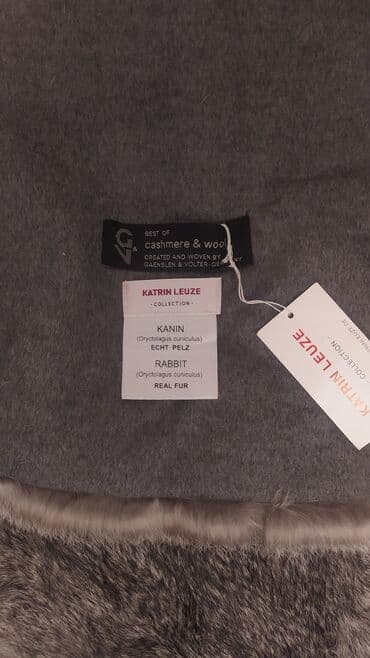 G&V
BEST OF
cashmere & woo
CREATED AND WOVEN BY
GAENSLEN & VÖLTER·GERMANY
KATRIN LEUZE
- COLLECTION -
KANIN
(Oryctolagus cuniculus)
ECHT PELZ
RABBIT
(Oryctolagus cuniculus)
REAL FUR
KATRIN LEUZE
- COLLECTION -